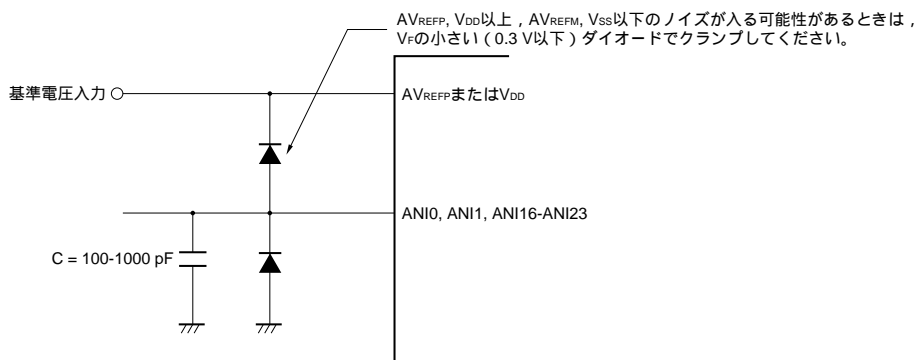 AVREFP, VDD以上，AVREFM, VSS以下のノイズが入る可能性があるときは，
VFの小さい（0.3 V以下）ダイオードでクランプしてください。
基準電圧入力
AVREFPまたはVDD
ANI0, ANI1, ANI16-ANI23
C = 100-1000 pF